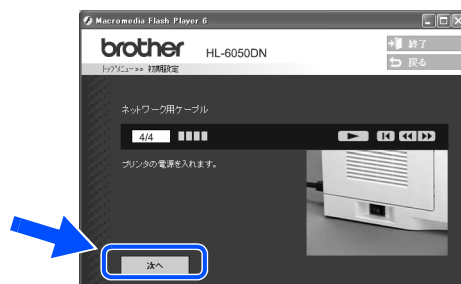 Macromedia Flash Player 6
brother HL-6050DN
終了
戻る
トップメニュー >> 初期設定
ネットワーク用ケーブル
4/4
プリンタの電源を入れます。
次へ